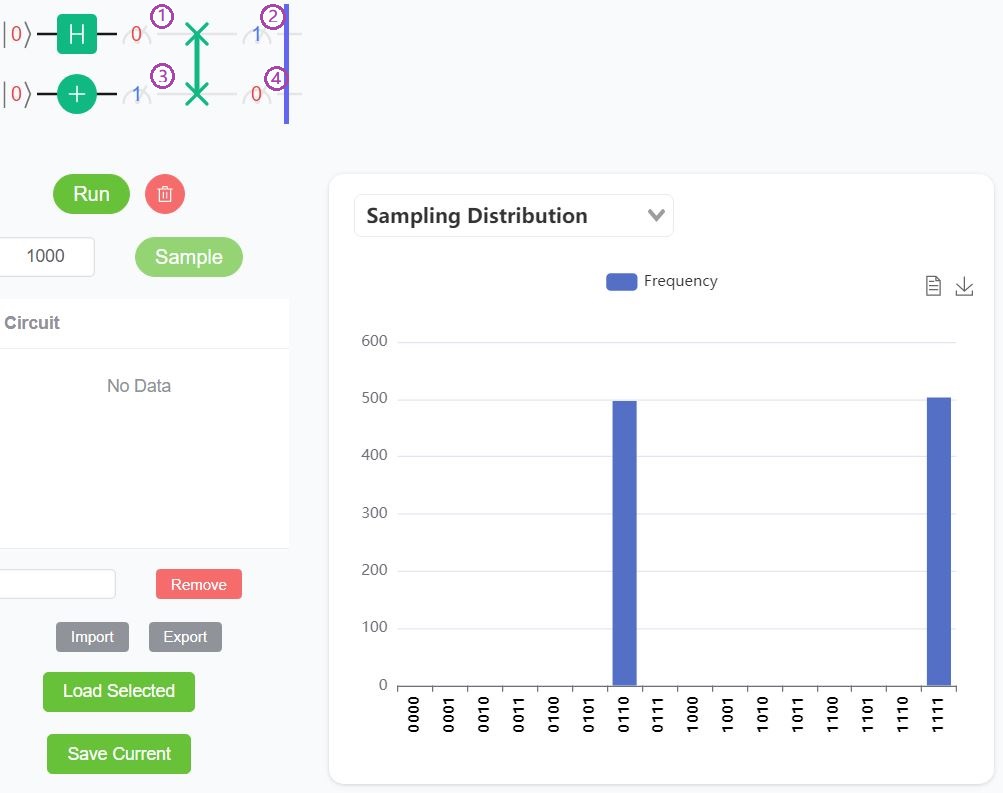 |0⟩ H 0 ① 1 ②
|0⟩ + 1 ③ 0 ④
Run
1000 Sample
Circuit
No Data
Remove
Import Export
Load Selected
Save Current
Sampling Distribution
Frequency
600
500
400
300
200
100
0
0000 0001 0010 0011 0100 0101 0110 0111 1000 1001 1010 1011 1100 1101 1110 1111